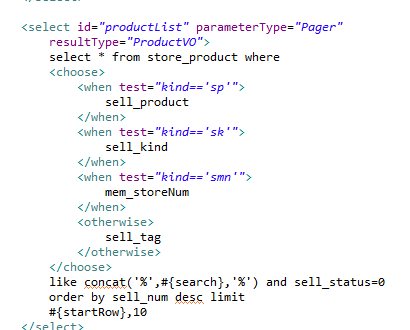 <select id="productList" parameterType="Pager"
resultType="ProductVO">
select * from store_product where
<choose>
<when test="kind=='sp'">
sell_product
</when>
<when test="kind=='sk'">
sell_kind
</when>
<when test="kind=='smn'">
mem_storeNum
</when>
<otherwise>
sell_tag
</otherwise>
</choose>
like concat('%',#{search},'%') and sell_status=0
order by sell_num desc limit
#{startRow},10
</select>